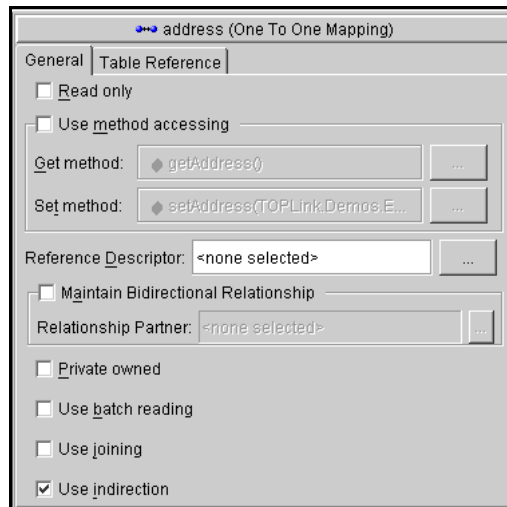 address (One To One Mapping)
General Table Reference
Read only
Use method accessing
Get method: getAddress() ...
Set method: setAddress(TOPLink.Demos.E... ...
Reference Descriptor: <none selected> ...
Maintain Bidirectional Relationship
Relationship Partner: <none selected> ...
Private owned
Use batch reading
Use joining
Use indirection